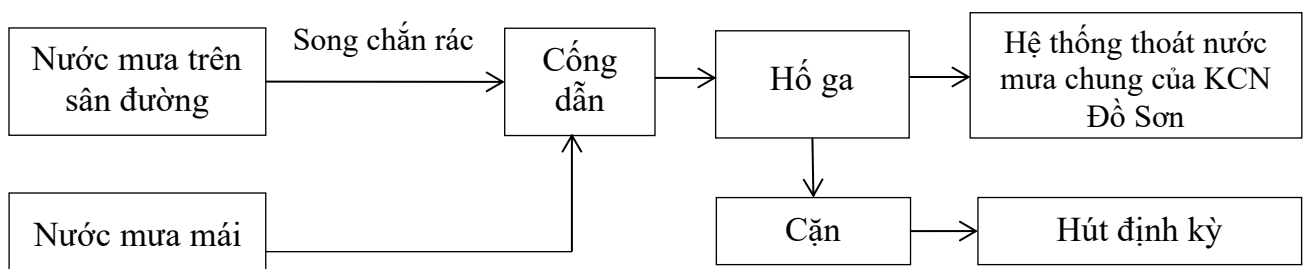 Nước mưa trên
sân đường
Song chắn rác
Cống
dẫn
Hố ga
Hệ thống thoát nước
mưa chung của KCN
Đồ Sơn
Nước mưa mái
Cặn
Hút định kỳ